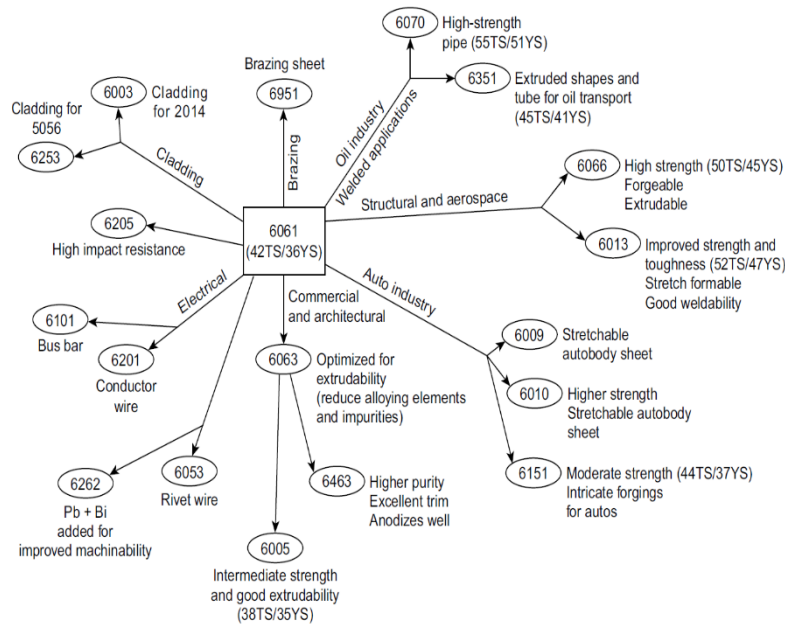 6070
High-strength
pipe (55TS/51YS)
6351
Extruded shapes and
tube for oil transport
(45TS/41YS)
Oil industry
Welded applications
Brazing sheet
6951
Brazing
6003
Cladding
for 2014
Cladding for
5056
6253
Cladding
6205
High impact resistance
6061
(42TS/36YS)
Structural and aerospace
6066
High strength (50TS/45YS)
Forgeable
Extrudable
6013
Improved strength and
toughness (52TS/47YS)
Stretch formable
Good weldability
Electrical
6101
Bus bar
6201
Conductor
wire
Commercial
and architectural
6063
Optimized for
extrudability
(reduce alloying elements
and impurities)
Auto industry
6009
Stretchable
autobody sheet
6010
Higher strength
Stretchable autobody
sheet
6151
Moderate strength (44TS/37YS)
Intricate forgings
for autos
6262
Pb + Bi
added for
improved machinability
6053
Rivet wire
6463
Higher purity
Excellent trim
Anodizes well
6005
Intermediate strength
and good extrudability
(38TS/35YS)